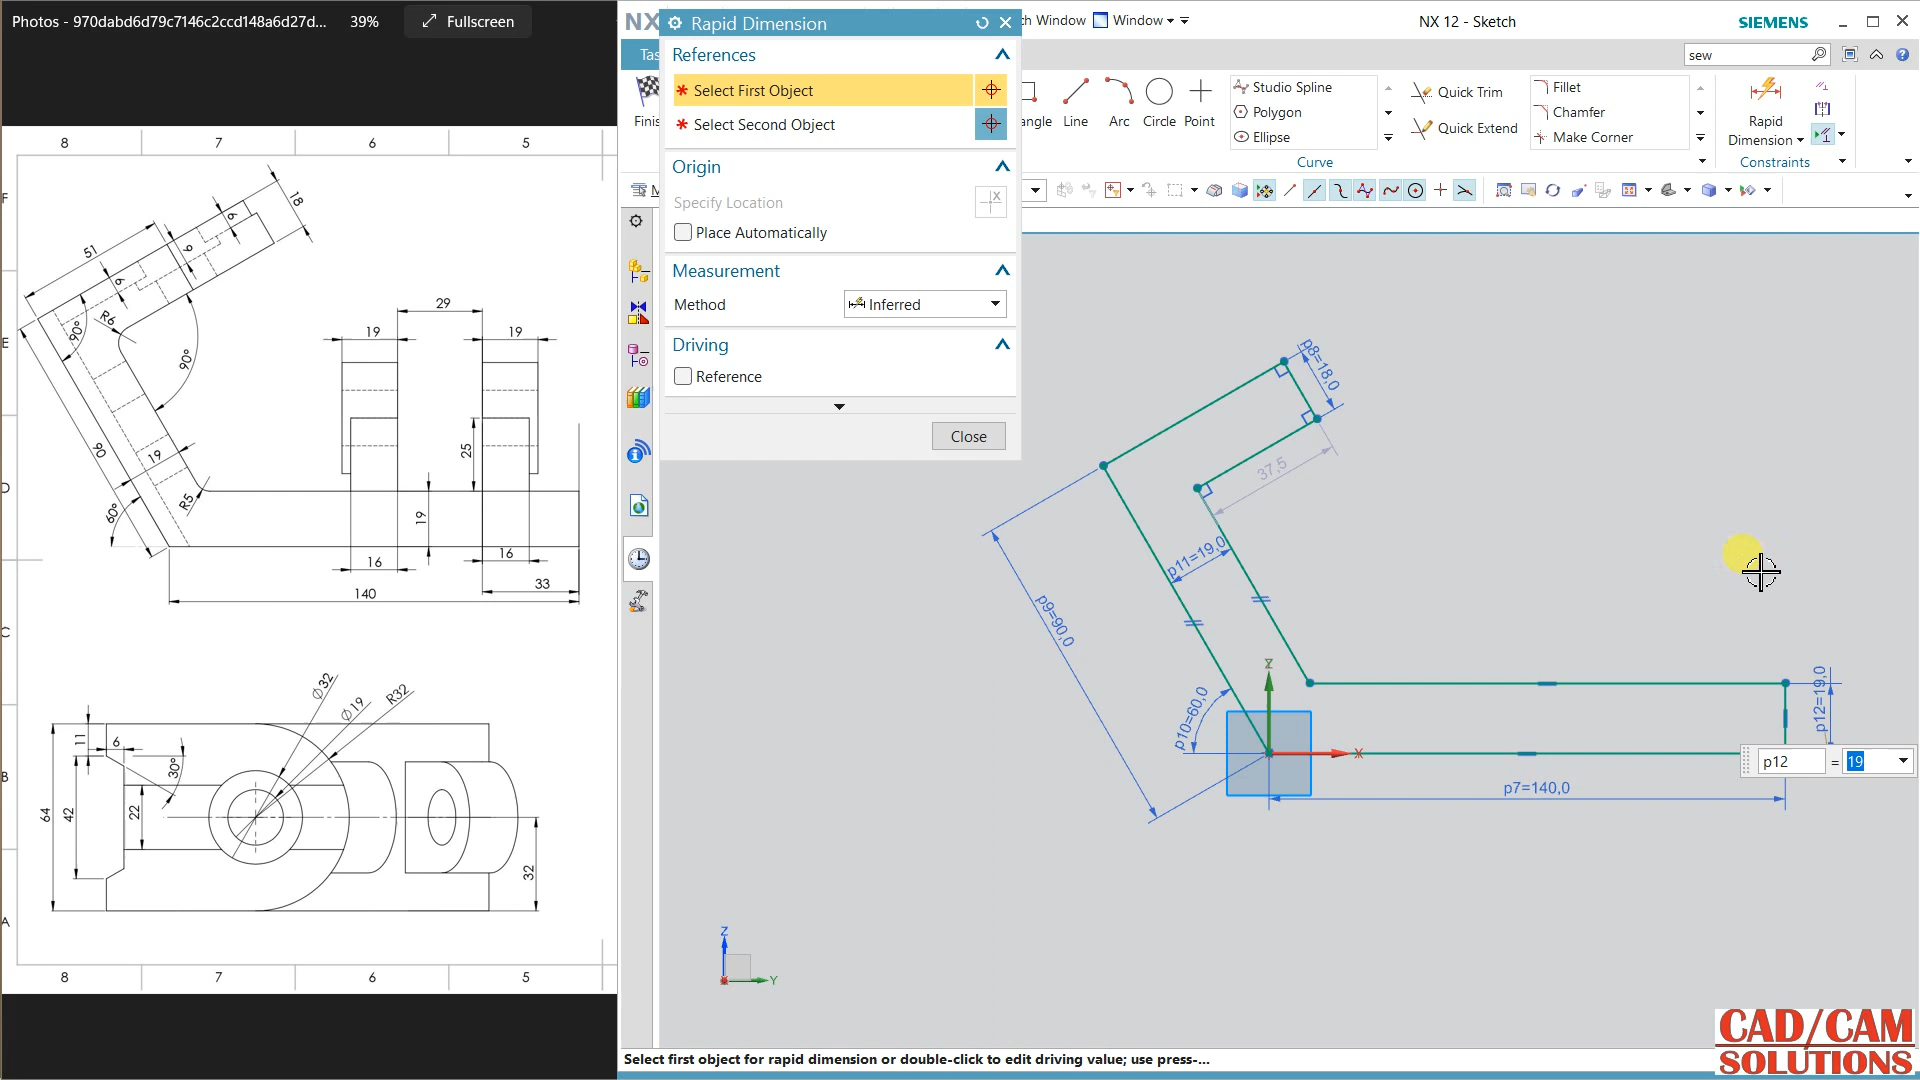 Photos - 970dabd6d79c7146c2ccd148a6d27d...
39%
Fullscreen
NX
Rapid Dimension
ch Window
Window
NX 12 - Sketch
SIEMENS
Tas
sew
References
* Select First Object
* Select Second Object
Finis
angle
Line
Arc
Circle
Point
Studio Spline
Polygon
Ellipse
Curve
Quick Trim
Quick Extend
Fillet
Chamfer
Make Corner
Rapid
Dimension
Constraints
Origin
Specify Location
Place Automatically
Measurement
Method
Inferred
Driving
Reference
Close
M
8
7
6
5
F
E
D
C
B
A
18
6
51
9
6
R6
90°
90°
29
19
19
90
19
25
R5
60°
19
16
16
33
140
Ø32
Ø19
R32
11
6
30°
64
42
22
32
8
7
6
5
p8=18,0
37,5
p11=19,0
p9=90,0
p10=60,0
Z
X
p12=19,0
p12
=
19
p7=140,0
Z
Y
Select first object for rapid dimension or double-click to edit driving value; use press-...
CAD/CAM
SOLUTIONS